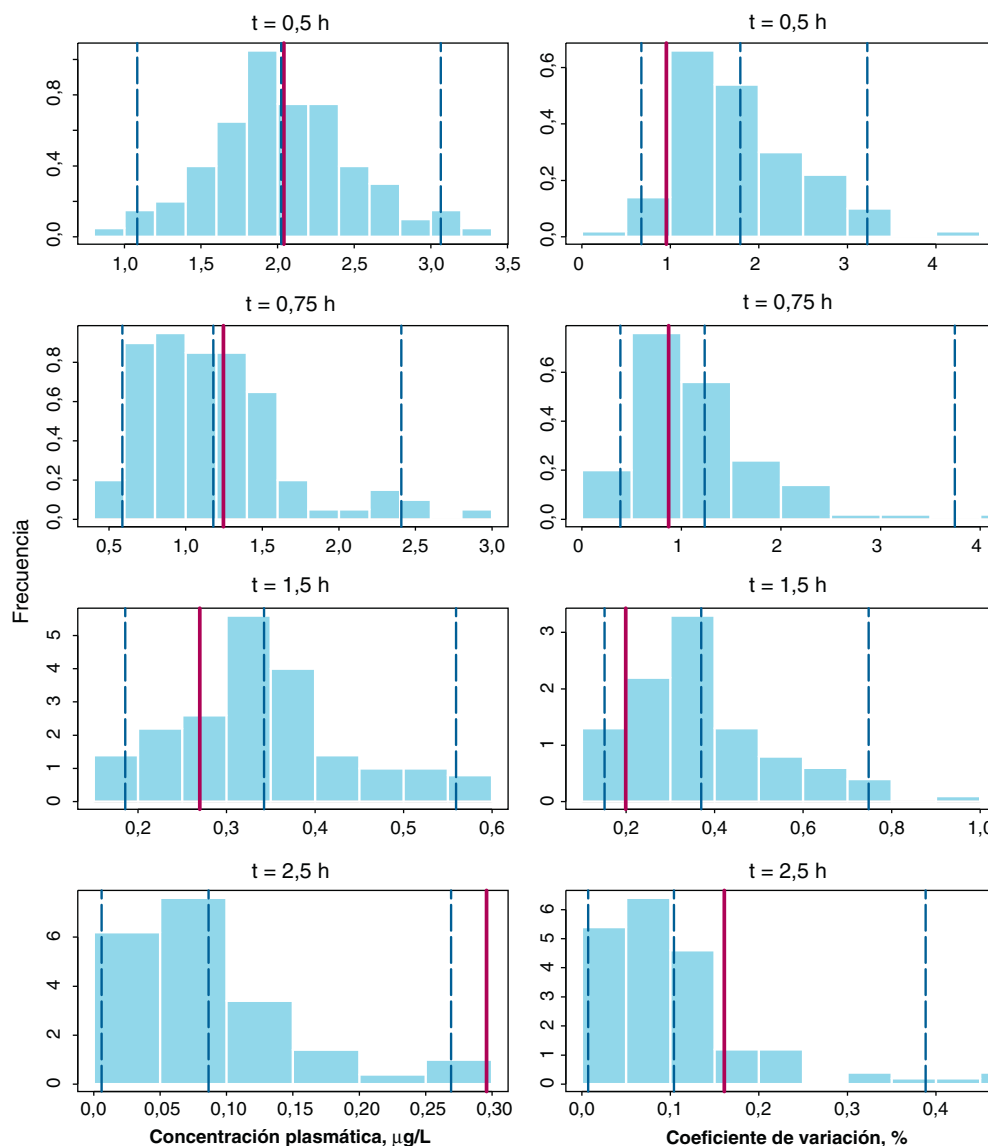 t = 0,5 h
0,0 0,4 0,8
1,0 1,5 2,0 2,5 3,0 3,5
t = 0,5 h
0,0 0,2 0,4 0,6
0 1 2 3 4
t = 0,75 h
0,0 0,2 0,4 0,6 0,8
0,5 1,0 1,5 2,0 2,5 3,0
t = 0,75 h
0,0 0,2 0,4 0,6
0 1 2 3 4
Frecuencia
t = 1,5 h
0 1 2 3 4 5
0,2 0,3 0,4 0,5 0,6
t = 1,5 h
0 1 2 3
0,2 0,4 0,6 0,8 1,0
t = 2,5 h
0 2 4 6
0,0 0,05 0,10 0,15 0,20 0,25 0,30
Concentración plasmática, µg/L
t = 2,5 h
0 1 2 3 4 5 6
0,0 0,2 0,2 0,4
Coeficiente de variación, %